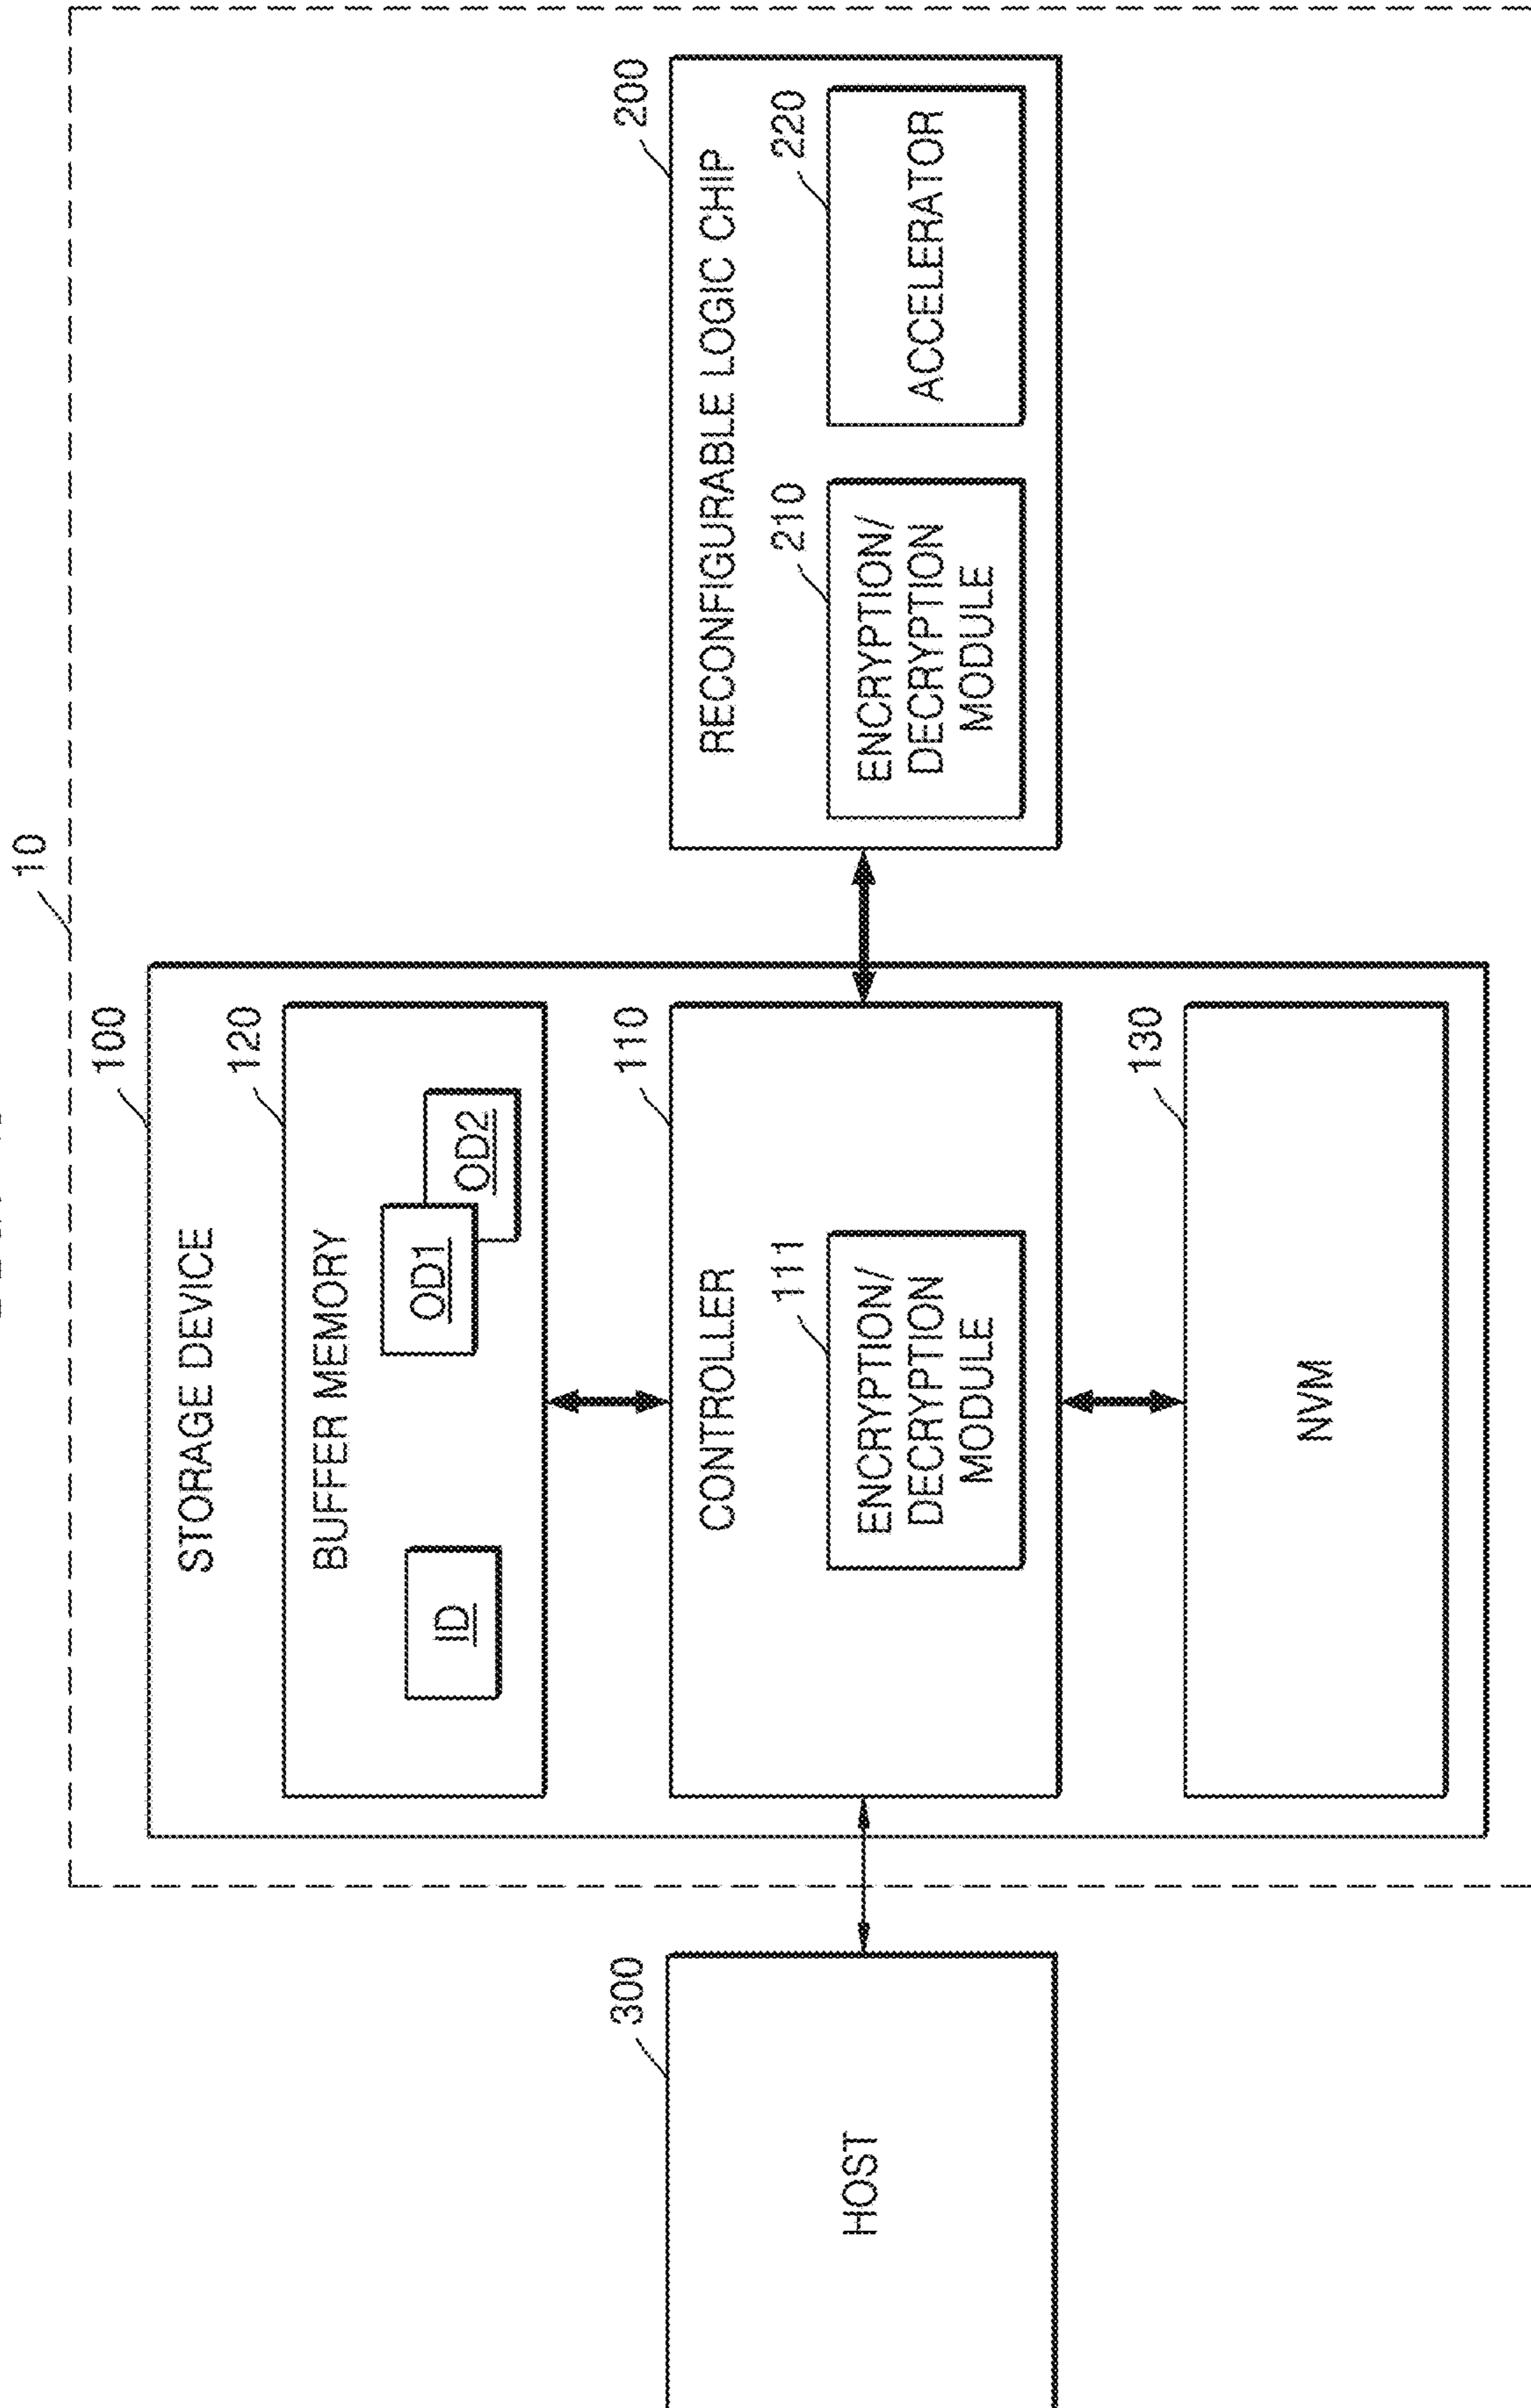 10
100
STORAGE DEVICE
120
BUFFER MEMORY
ID
OD1
OD2
300
HOST
110
CONTROLLER
111
ENCRYPTION/
DECRYPTION
MODULE
200
RECONFIGURABLE LOGIC CHIP
210
ENCRYPTION/
DECRYPTION
MODULE
220
ACCELERATOR
130
NVM